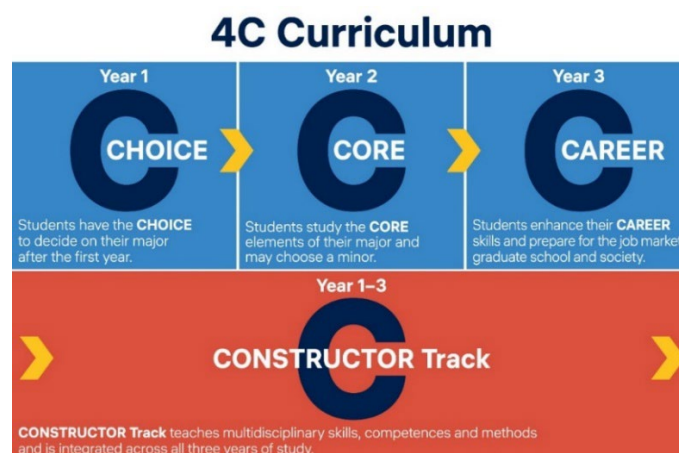 4C Curriculum
Year 1
CHOICE
Students have the CHOICE
to decide on their major
after the first year.
Year 2
CORE
Students study the CORE
elements of their major and
may choose a minor.
Year 3
CAREER
Students enhance their CAREER
skills and prepare for the job market
graduate school and society.
Year 1–3
CONSTRUCTOR Track
CONSTRUCTOR Track teaches multidisciplinary skills, competences and methods
and is integrated across all three years of study.